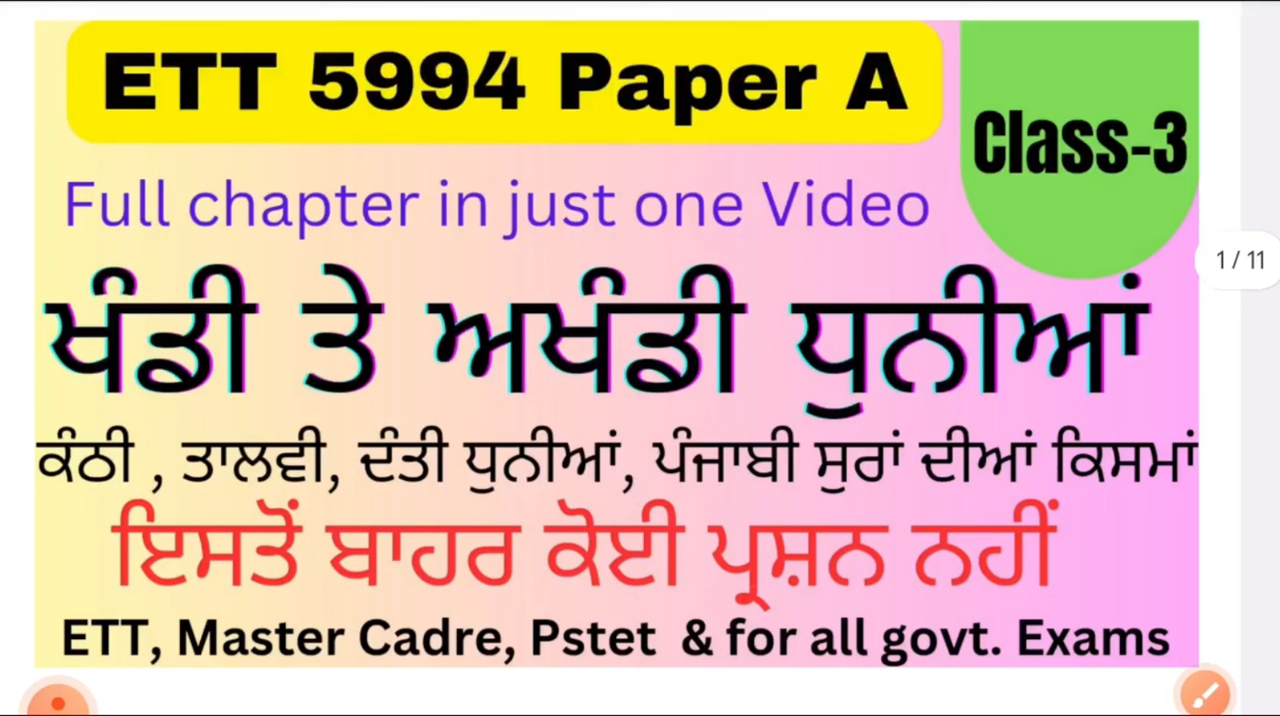 ETT 5994 Paper A
Class-3
Full chapter in just one Video
1 / 11
ਖੰਡੀ ਤੇ ਅਖੰਡੀ ਧੁਨੀਆਂ
ਕੰਠੀ , ਤਾਲਵੀ, ਦੰਤੀ ਧੁਨੀਆਂ, ਪੰਜਾਬੀ ਸੁਰਾਂ ਦੀਆਂ ਕਿਸਮਾਂ
ਇਸਤੋਂ ਬਾਹਰ ਕੋਈ ਪ੍ਰਸ਼ਨ ਨਹੀਂ
ETT, Master Cadre, Pstet & for all govt. Exams